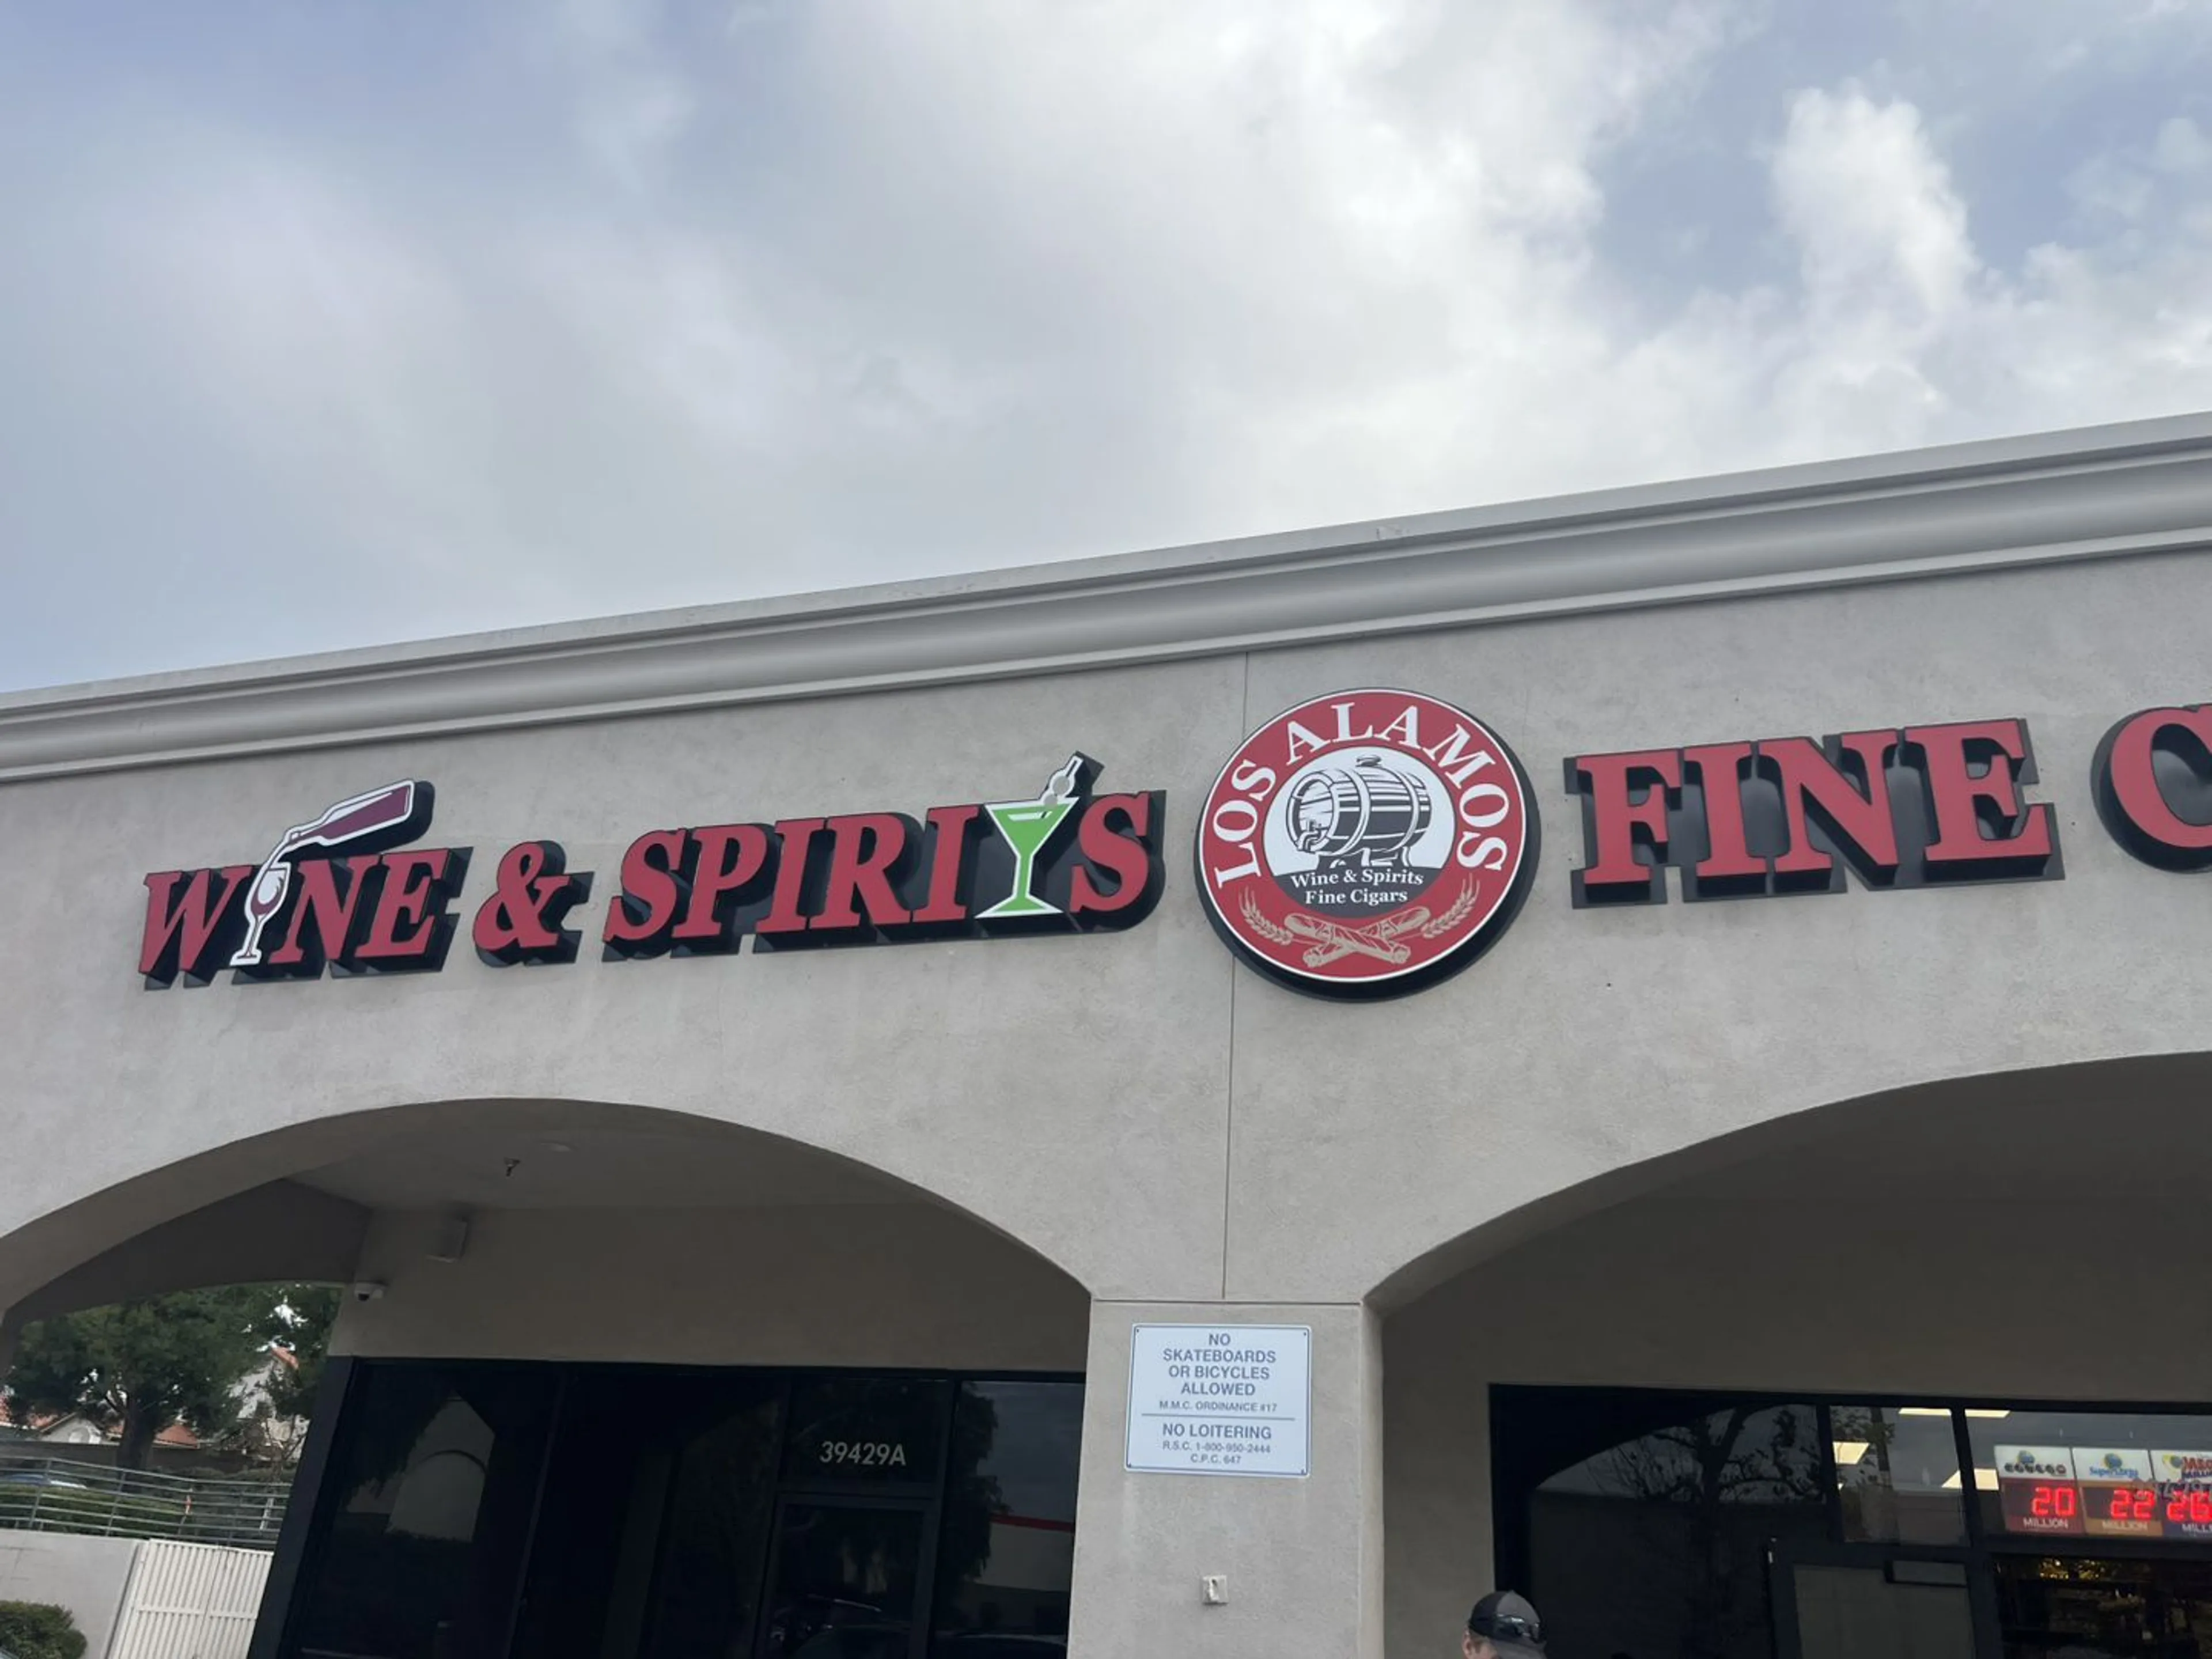 WINE & SPIRITS
LOS ALAMOS
Wine & Spirits
Fine Cigars
FINE C
NO
SKATEBOARDS
OR BICYCLES
ALLOWED
M.M.C. ORDINANCE #17
NO LOITERING
R.S.C. 1-800-950-2444
C.P.C. 647
39429A
SuperLotto
20
22
MILLION
MILLION